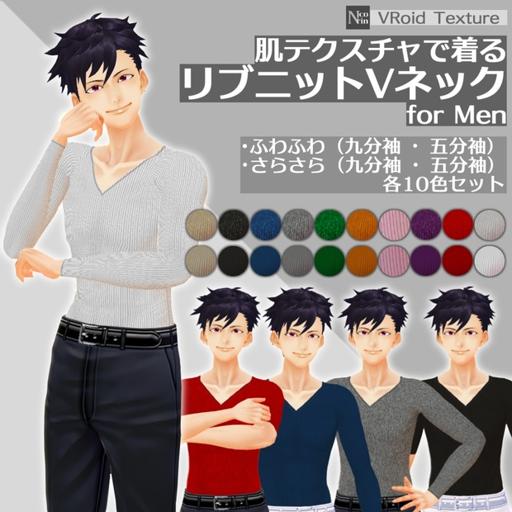 Nico
rin
VRoid Texture
肌テクスチャで着る
リブニットVネック
for Men
・ふわふわ（九分袖 ・ 五分袖）
・さらさら（九分袖 ・ 五分袖）
各10色セット